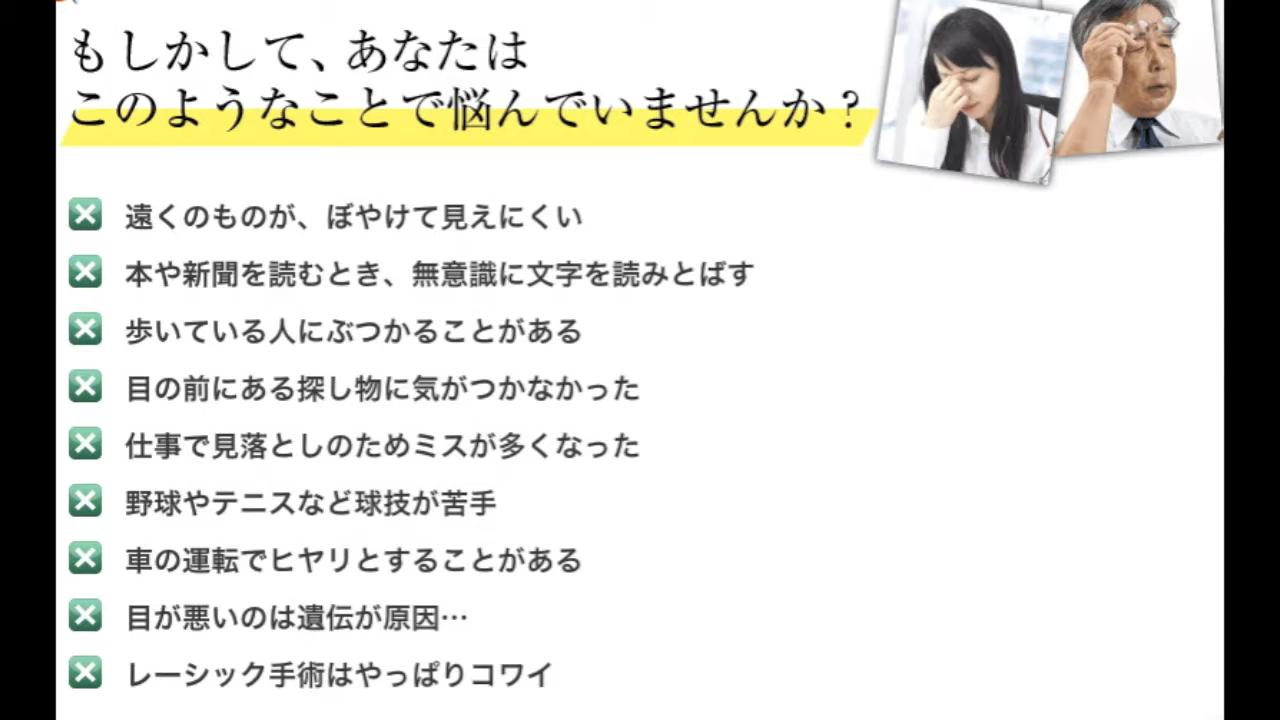 もしかして、あなたは
このようなことで悩んでいませんか？
遠くのものが、ぼやけて見えにくい
本や新聞を読むとき、無意識に文字を読みとばす
歩いている人にぶつかることがある
目の前にある探し物に気がつかなかった
仕事で見落としのためミスが多くなった
野球やテニスなど球技が苦手
車の運転でヒヤリとすることがある
目が悪いのは遺伝が原因…
レーシック手術はやっぱりコワイ